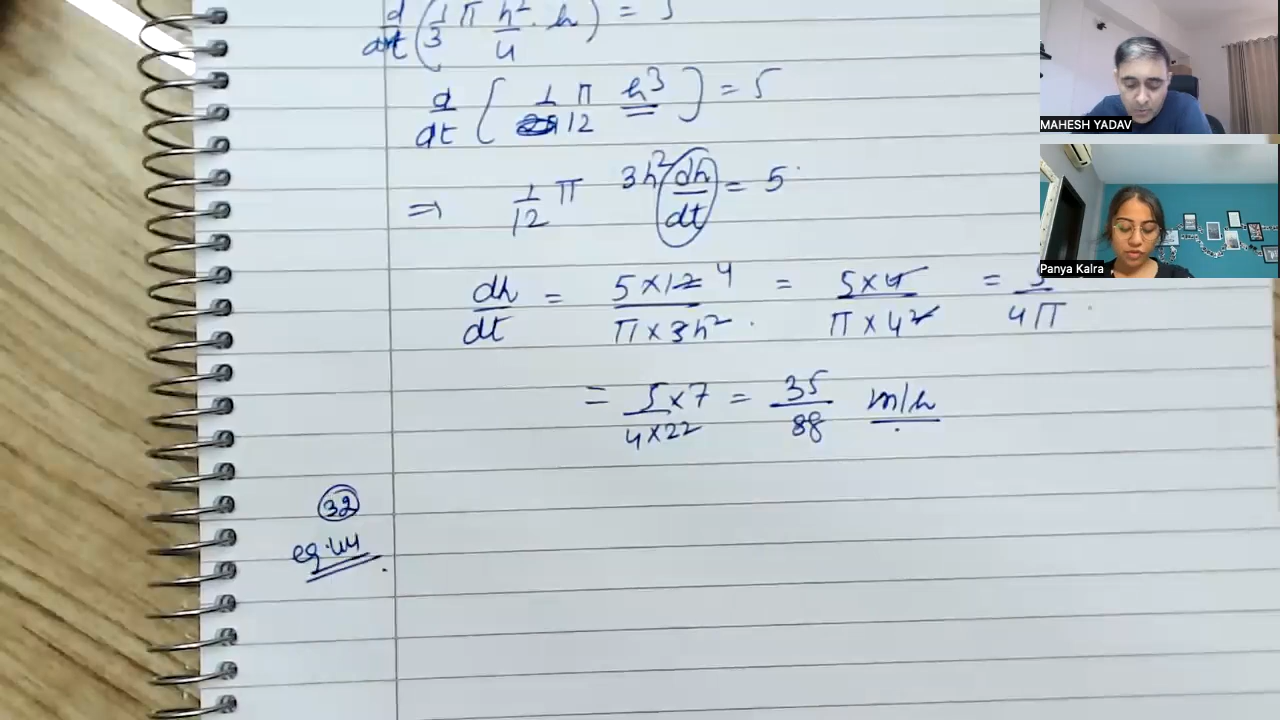 d/dt (1/3 π h²/4 · h) = 5
d/dt [ 1/12 π h³ ] = 5
⇒ 1/12 π 3h² dh/dt = 5
dh/dt = 5×12 4 / π×3h² = 5×4 / π×4² = 5/4π
= 5×7 / 4×22 = 35/88 m/h
32
eg.44
MAHESH YADAV
Panya Kalra